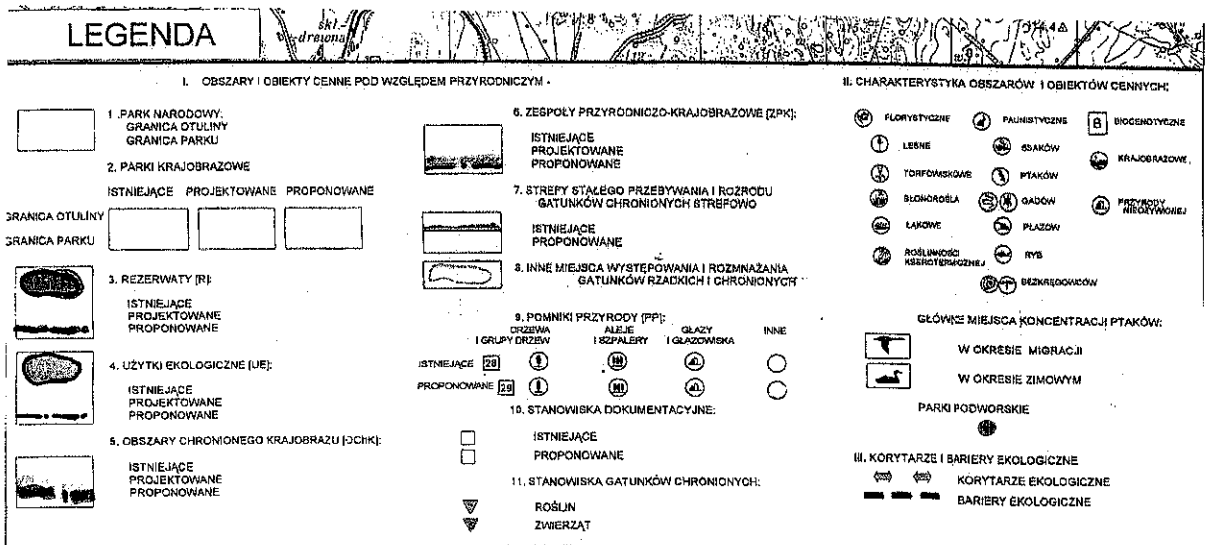 LEGENDA
skł.
drewna
I. OBSZARY I OBIEKTY CENNE POD WZGLĘDEM PRZYRODNICZYM
1. PARK NARODOWY:
GRANICA OTULINY
GRANICA PARKU
2. PARKI KRAJOBRAZOWE
ISTNIEJĄCE PROJEKTOWANE PROPONOWANE
GRANICA OTULINY
GRANICA PARKU
3. REZERWATY [R]:
ISTNIEJĄCE
PROJEKTOWANE
PROPONOWANE
4. UŻYTKI EKOLOGICZNE [UE]:
ISTNIEJĄCE
PROJEKTOWANE
PROPONOWANE
5. OBSZARY CHRONIONEGO KRAJOBRAZU [OChK]:
ISTNIEJĄCE
PROJEKTOWANE
PROPONOWANE
6. ZESPOŁY PRZYRODNICZO-KRAJOBRAZOWE [ZPK]:
ISTNIEJĄCE
PROJEKTOWANE
PROPONOWANE
7. STREFY STAŁEGO PRZEBYWANIA I ROZRODU
GATUNKÓW CHRONIONYCH STREFOWO
ISTNIEJĄCE
PROPONOWANE
8. INNE MIEJSCA WYSTĘPOWANIA I ROZMNAŻANIA
GATUNKÓW RZADKICH I CHRONIONYCH
9. POMNIKI PRZYRODY [PP]:
DRZEWA ALEJE GŁAZY INNE
I GRUPY DRZEW I SZPALERY I GŁAZOWISKA
ISTNIEJĄCE 28
PROPONOWANE 29
10. STANOWISKA DOKUMENTACYJNE:
ISTNIEJĄCE
PROPONOWANE
11. STANOWISKA GATUNKÓW CHRONIONYCH:
ROŚLIN
ZWIERZĄT
II. CHARAKTERYSTYKA OBSZARÓW I OBIEKTÓW CENNYCH:
FLORYSTYCZNE FAUNISTYCZNE B BIOCENOTYCZNE
LEŚNE SSAKÓW KRAJOBRAZOWE
TORFOWISKOWE PTAKÓW
SŁONOROŚLA GADÓW PRZYRODY
NIEOŻYWIONEJ
ŁĄKOWE PŁAZÓW
ROŚLINNOŚCI RYB
KSEROTERMICZNEJ
BEZKRĘGOWCÓW
GŁÓWNE MIEJSCA KONCENTRACJI PTAKÓW:
W OKRESIE MIGRACJI
W OKRESIE ZIMOWYM
PARKI PODWORSKIE
III. KORYTARZE I BARIERY EKOLOGICZNE
KORYTARZE EKOLOGICZNE
BARIERY EKOLOGICZNE